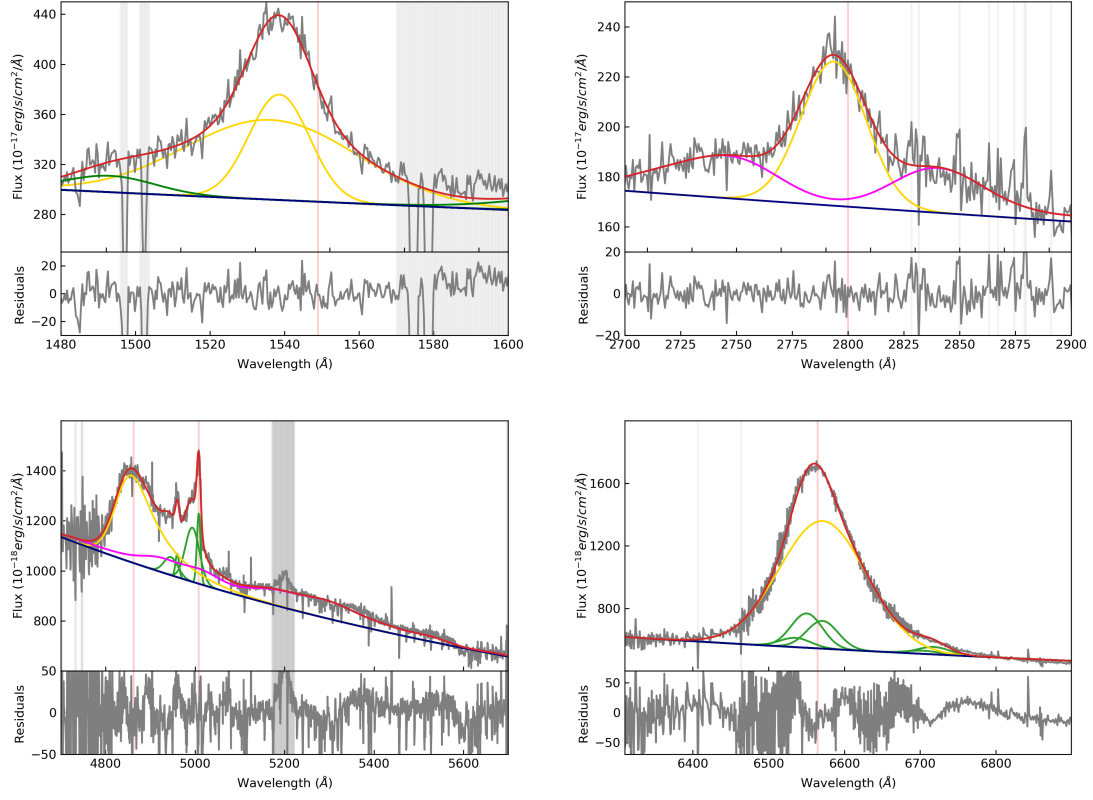 440
400
360
320
280
Flux (10⁻¹⁷erg/s/cm²/Å)
20
0
−20
Residuals
1480 1500 1520 1540 1560 1580 1600
Wavelength (Å)
240
220
200
180
160
Flux (10⁻¹⁷erg/s/cm²/Å)
20
0
−20
Residuals
2700 2725 2750 2775 2800 2825 2850 2875 2900
Wavelength (Å)
1400
1200
1000
800
Flux (10⁻¹⁸erg/s/cm²/Å)
50
0
−50
Residuals
4800 5000 5200 5400 5600
Wavelength (Å)
1600
1200
800
Flux (10⁻¹⁸erg/s/cm²/Å)
50
0
−50
Residuals
6400 6500 6600 6700 6800
Wavelength (Å)